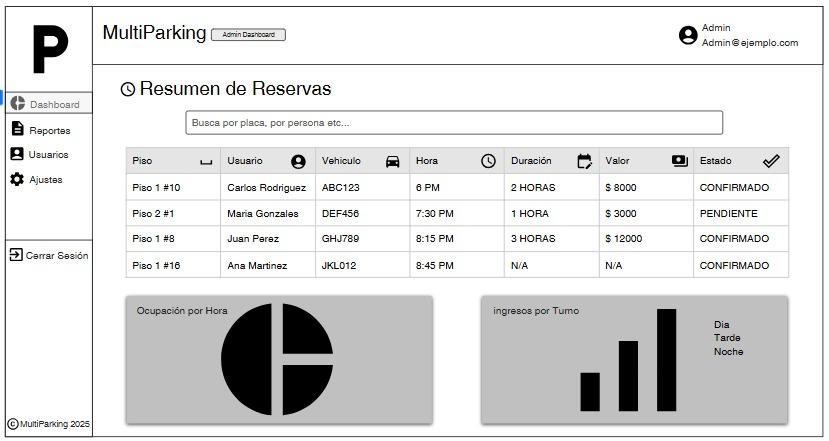 P
MultiParking Admin Dashboard
Admin
Admin@ejemplo.com
Dashboard
Reportes
Usuarios
Ajustes
Cerrar Sesión
© MultiParking 2025
Resumen de Reservas
Busca por placa, por persona etc...
Piso Usuario Vehiculo Hora Duración Valor Estado
Piso 1 #10 Carlos Rodriguez ABC123 6 PM 2 HORAS $ 8000 CONFIRMADO
Piso 2 #1 Maria Gonzales DEF456 7:30 PM 1 HORA $ 3000 PENDIENTE
Piso 1 #8 Juan Perez GHJ789 8:15 PM 3 HORAS $ 12000 CONFIRMADO
Piso 1 #16 Ana Martinez JKL012 8:45 PM N/A N/A CONFIRMADO
Ocupación por Hora
ingresos por Turno
Dia
Tarde
Noche